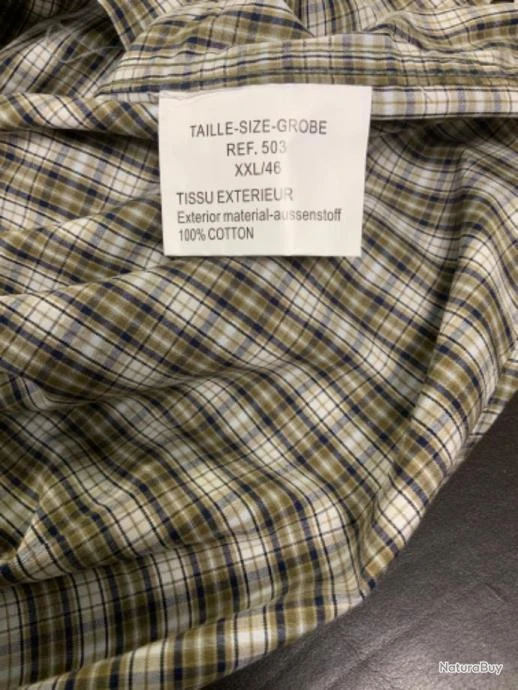 TAILLE-SIZE-GROBE
REF. 503
XXL/46
TISSU EXTERIEUR
Exterior material-aussenstoff
100% COTTON
NaturaBuy